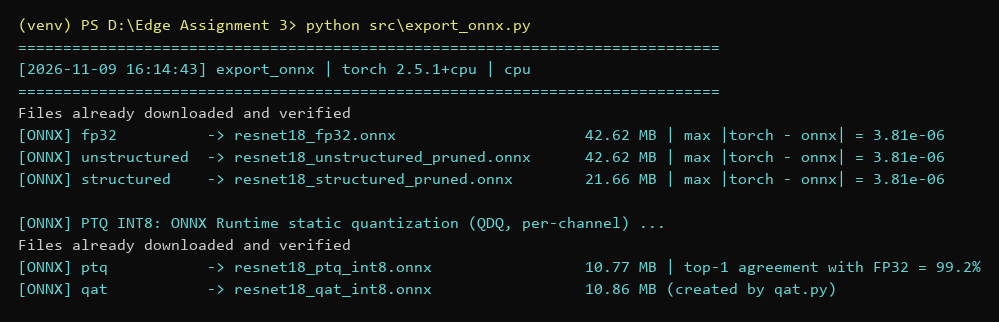 (venv) PS D:\Edge Assignment 3> python src\export_onnx.py
==============================================================================
[2026-11-09 16:14:43] export_onnx | torch 2.5.1+cpu | cpu
==============================================================================
Files already downloaded and verified
[ONNX] fp32          -> resnet18_fp32.onnx                     42.62 MB | max |torch - onnx| = 3.81e-06
[ONNX] unstructured  -> resnet18_unstructured_pruned.onnx      42.62 MB | max |torch - onnx| = 3.81e-06
[ONNX] structured    -> resnet18_structured_pruned.onnx        21.66 MB | max |torch - onnx| = 3.81e-06
[ONNX] PTQ INT8: ONNX Runtime static quantization (QDQ, per-channel) ...
Files already downloaded and verified
[ONNX] ptq           -> resnet18_ptq_int8.onnx                 10.77 MB | top-1 agreement with FP32 = 99.2%
[ONNX] qat           -> resnet18_qat_int8.onnx                 10.86 MB (created by qat.py)